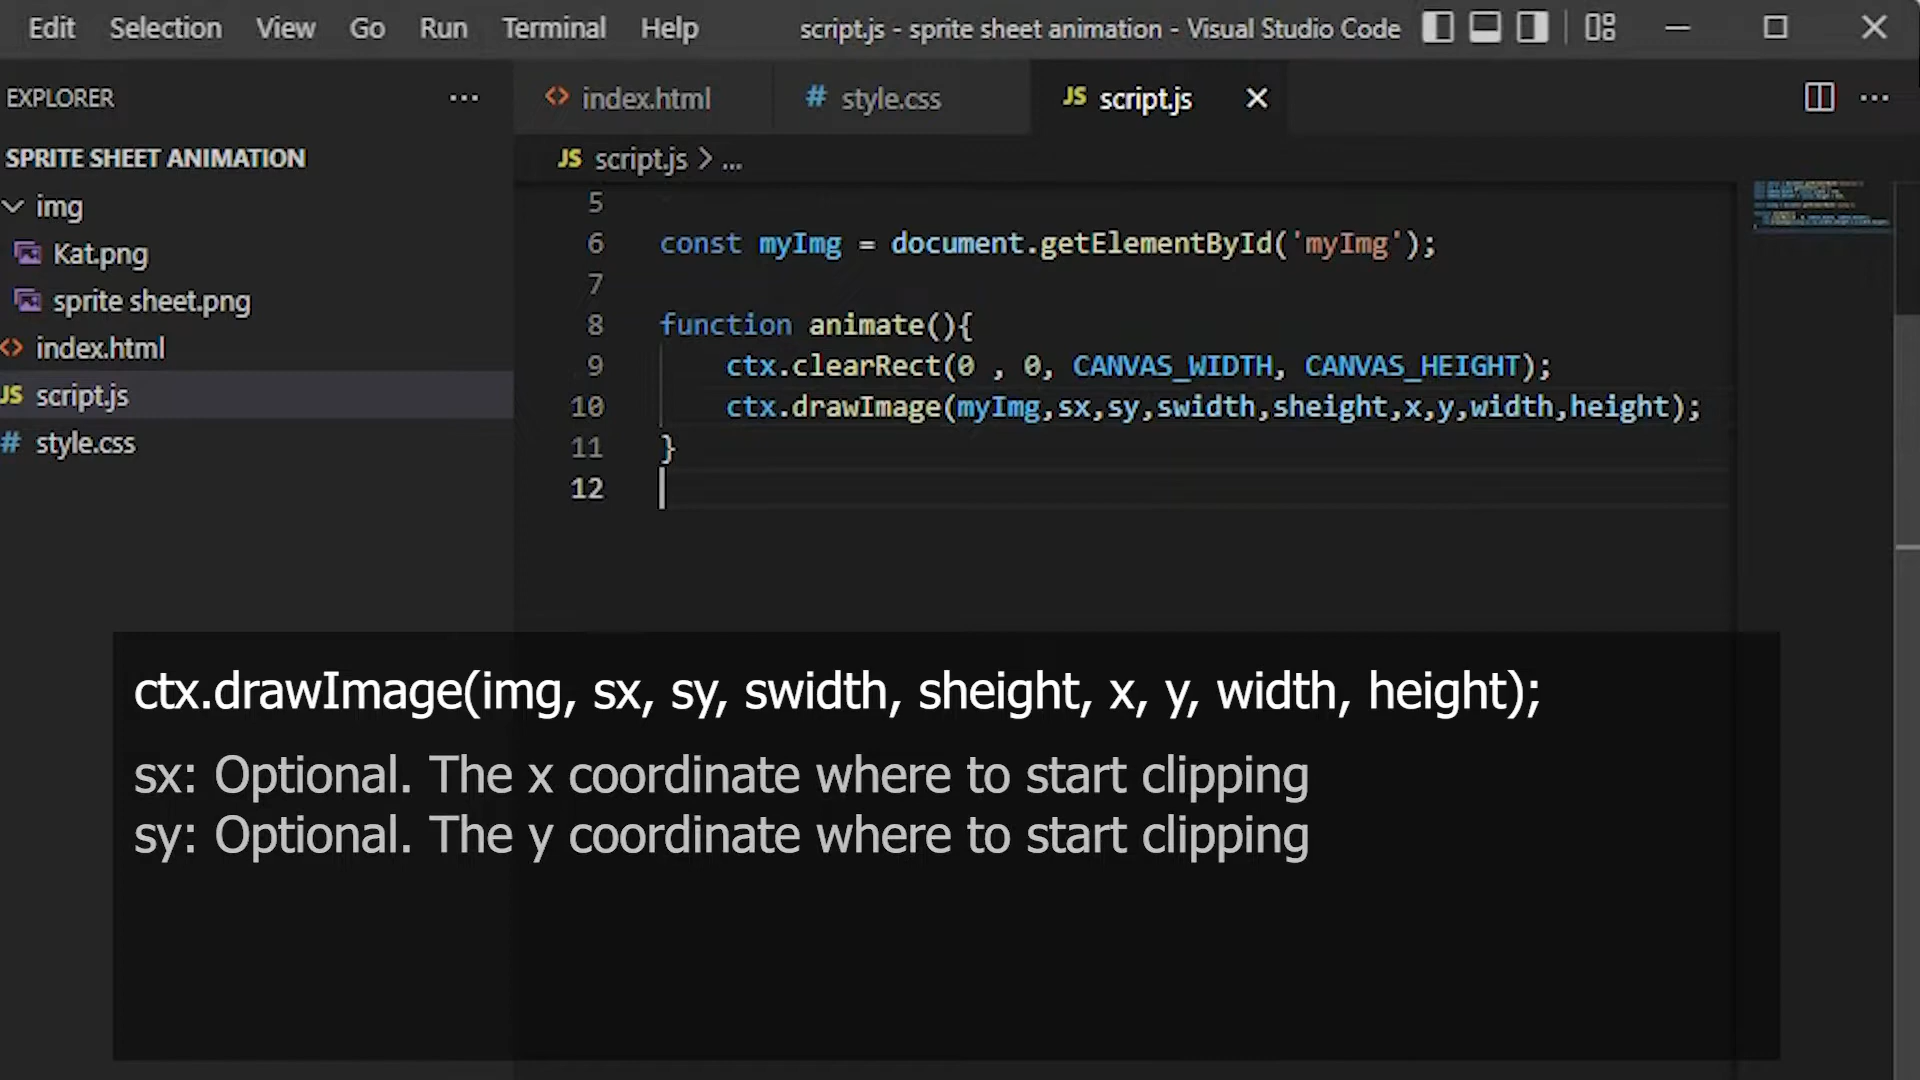 Edit Selection View Go Run Terminal Help script.js - sprite sheet animation - Visual Studio Code
EXPLORER ...
index.html
# style.css
JS script.js
SPRITE SHEET ANIMATION
JS script.js > ...
img
Kat.png
sprite sheet.png
index.html
JS script.js
# style.css
5
6 const myImg = document.getElementById('myImg');
7
8 function animate(){
9 ctx.clearRect(0 , 0, CANVAS_WIDTH, CANVAS_HEIGHT);
10 ctx.drawImage(myImg,sx,sy,swidth,sheight,x,y,width,height);
11 }
12
ctx.drawImage(img, sx, sy, swidth, sheight, x, y, width, height);
sx: Optional. The x coordinate where to start clipping
sy: Optional. The y coordinate where to start clipping